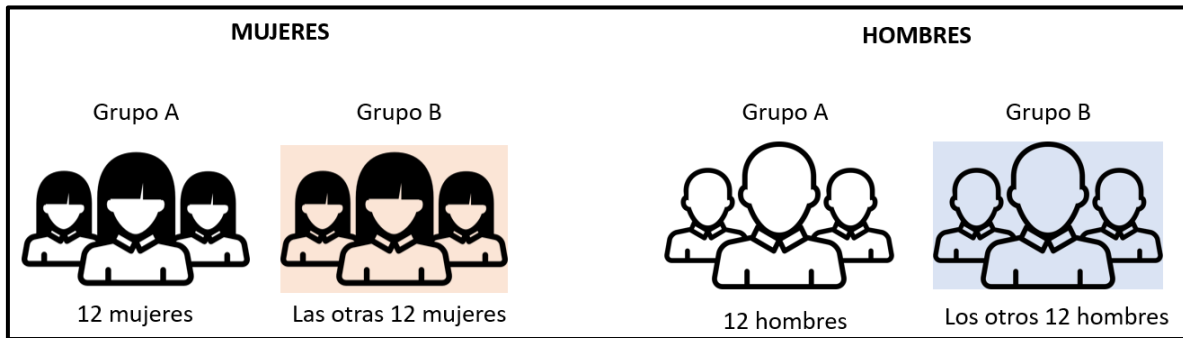 MUJERES
HOMBRES
Grupo A
Grupo B
Grupo A
Grupo B
12 mujeres
Las otras 12 mujeres
12 hombres
Los otros 12 hombres